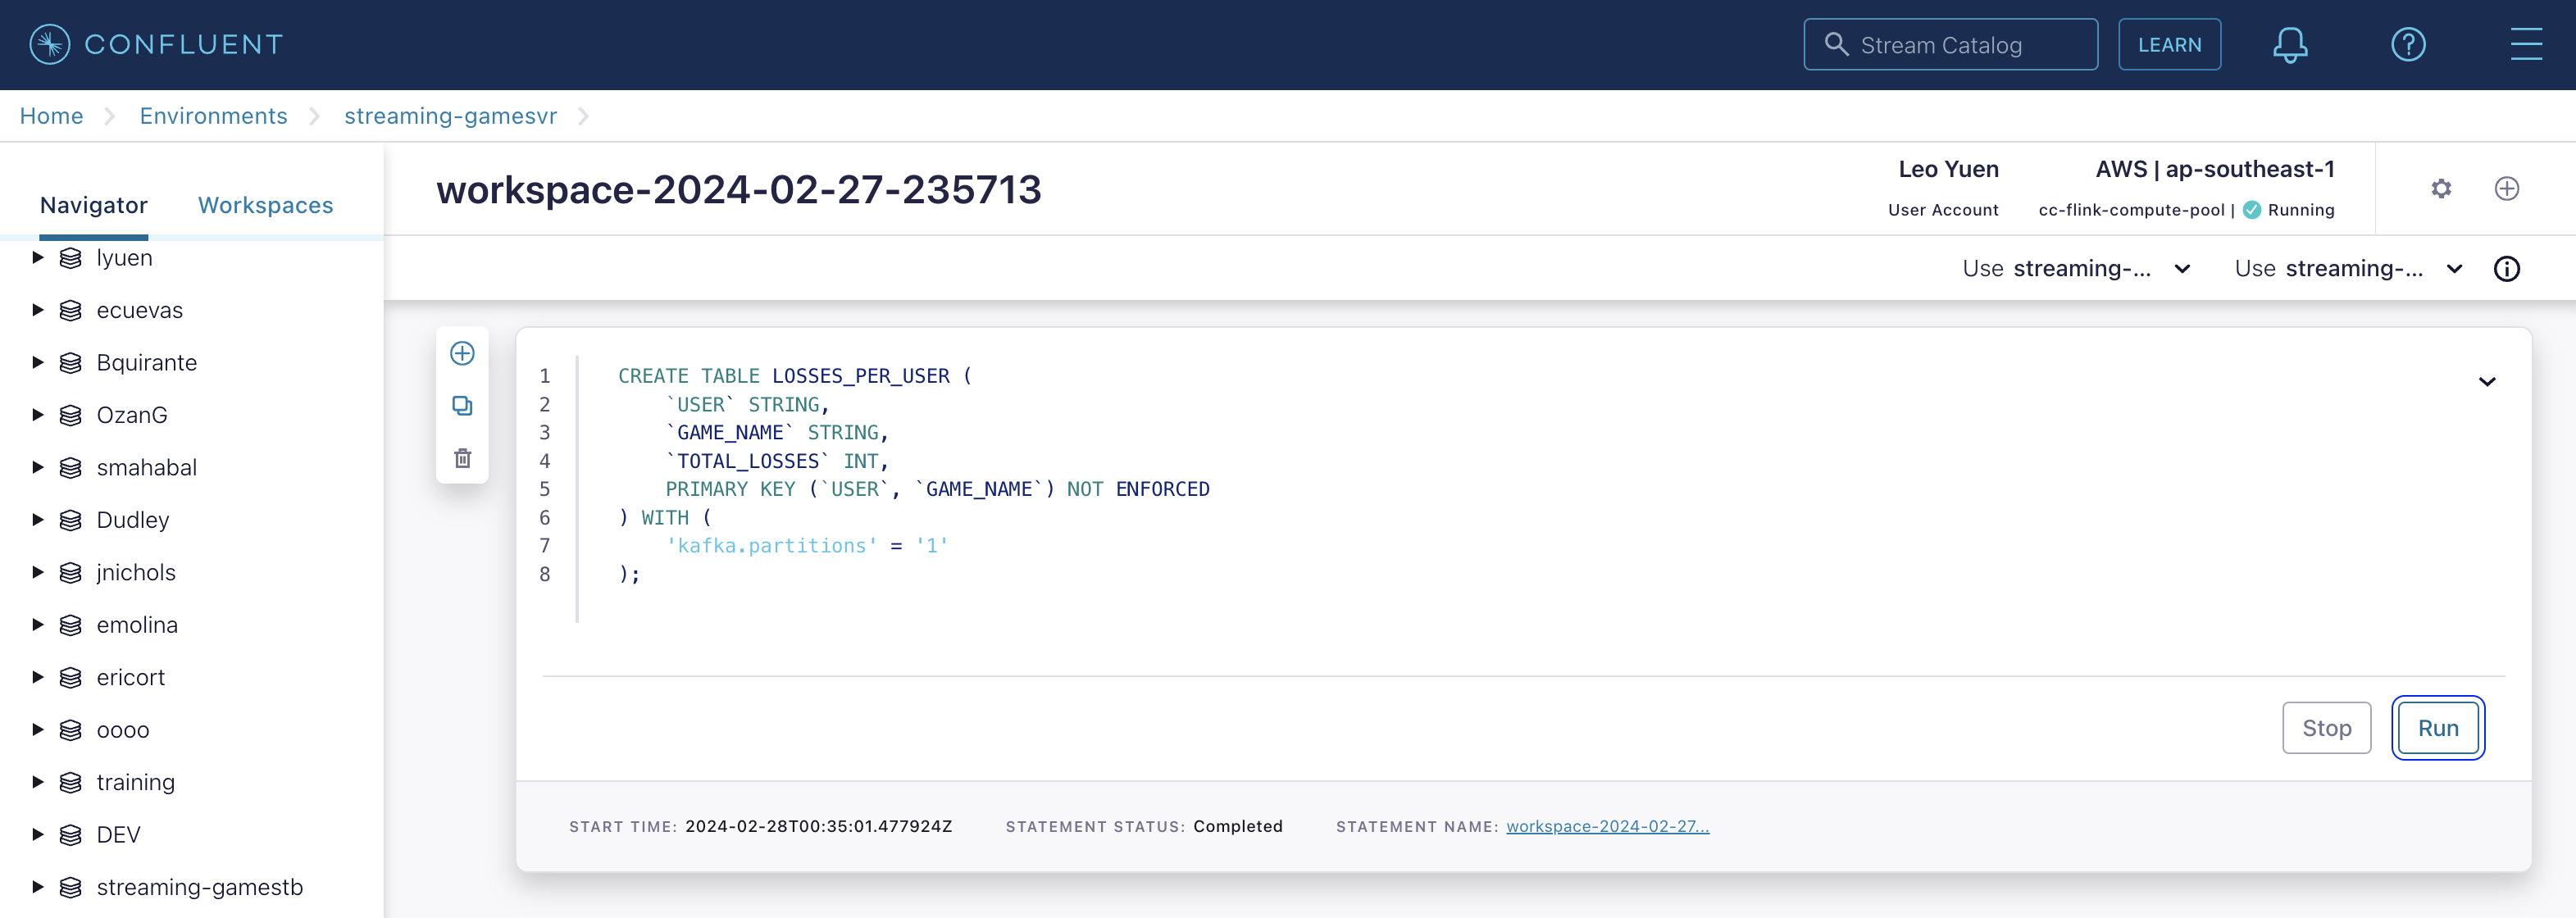 CONFLUENT
Stream Catalog
LEARN
Home
Environments
streaming-gamesvr
Navigator
Workspaces
lyuen
ecuevas
Bquirante
OzanG
smahabal
Dudley
jnichols
emolina
ericort
oooo
training
DEV
streaming-gamestb
workspace-2024-02-27-235713
Leo Yuen
User Account
AWS | ap-southeast-1
cc-flink-compute-pool | Running
Use streaming-...
Use streaming-...
1 CREATE TABLE LOSSES_PER_USER (
2 `USER` STRING,
3 `GAME_NAME` STRING,
4 `TOTAL_LOSSES` INT,
5 PRIMARY KEY (`USER`, `GAME_NAME`) NOT ENFORCED
6 ) WITH (
7 'kafka.partitions' = '1'
8 );
Stop
Run
START TIME: 2024-02-28T00:35:01.477924Z
STATEMENT STATUS: Completed
STATEMENT NAME: workspace-2024-02-27...